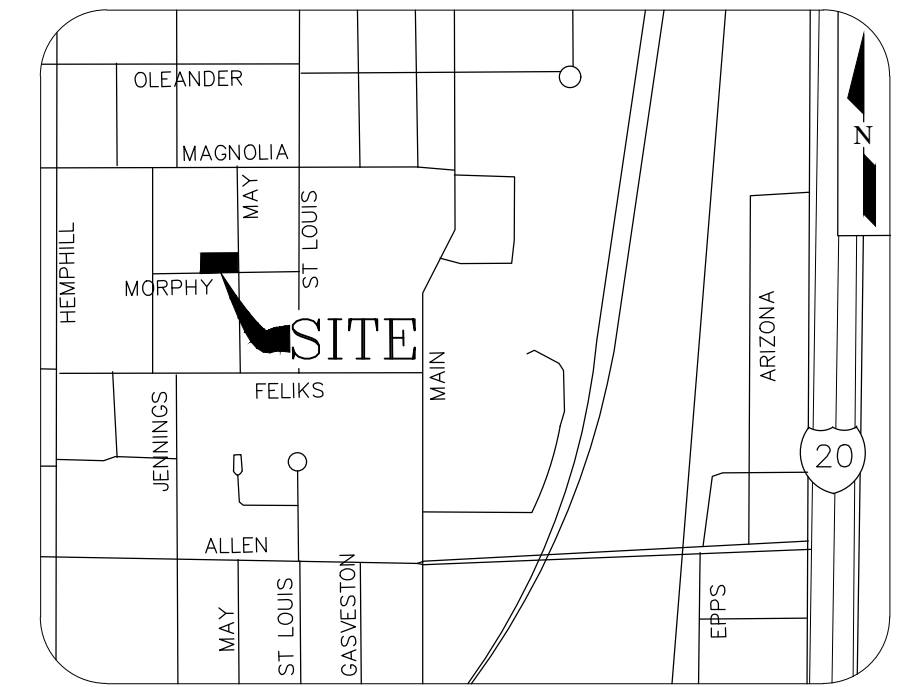 OLEANDER
N
MAGNOLIA
MAY
ST LOUIS
HEMPHILL
MORPHY
SITE
ARIZONA
MAIN
FELIKS
JENNINGS
20
ALLEN
MAY
ST LOUIS
GASVESTON
EPPS